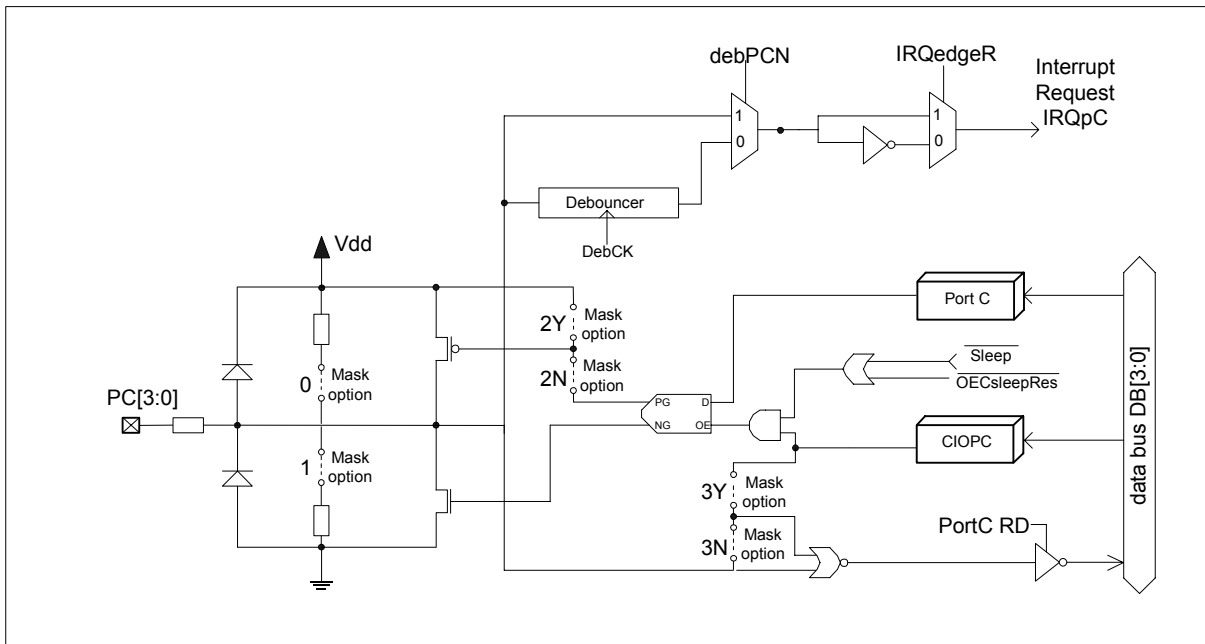 debPCN
IRQedgeR
Interrupt
Request
IRQpC
1
0
1
0
Debouncer
DebCK
Vdd
Port C
2Y
Mask
option
2N
Mask
option
Sleep
OECsleepRes
0
Mask
option
PC[3:0]
PG
D
NG
OE
CIOPC
data bus DB[3:0]
1
Mask
option
3Y
Mask
option
3N
Mask
option
PortC RD